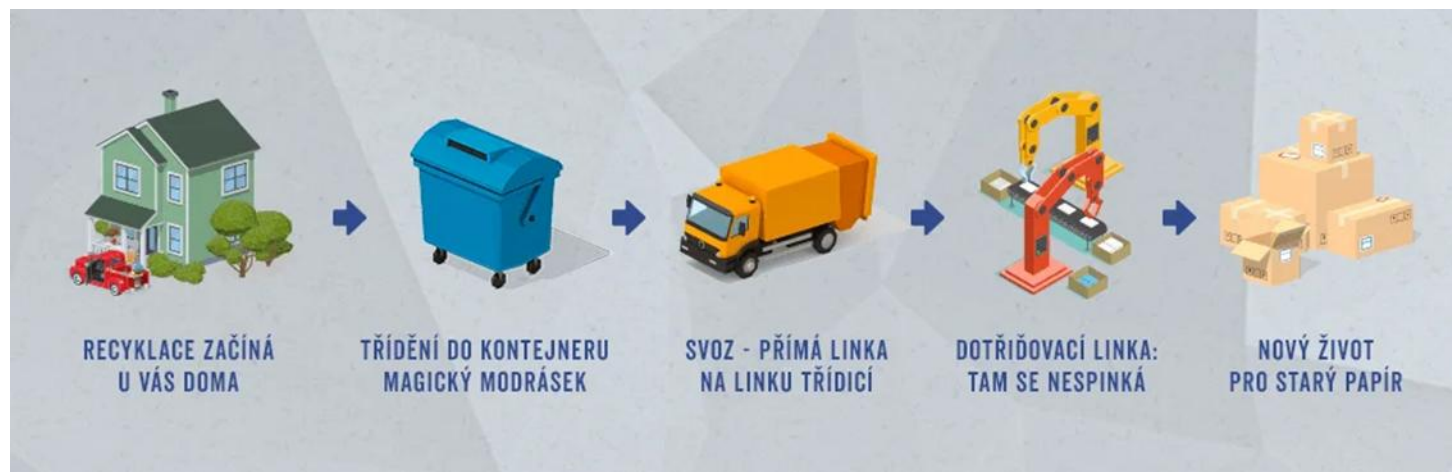 RECYKLACE ZAČÍNÁ
U VÁS DOMA
TŘÍDĚNÍ DO KONTEJNERU
MAGICKÝ MODRÁSEK
SVOZ - PŘÍMÁ LINKA
NA LINKU TŘÍDICÍ
DOTŘIĎOVACÍ LINKA:
TAM SE NESPINKÁ
NOVÝ ŽIVOT
PRO STARÝ PAPÍR